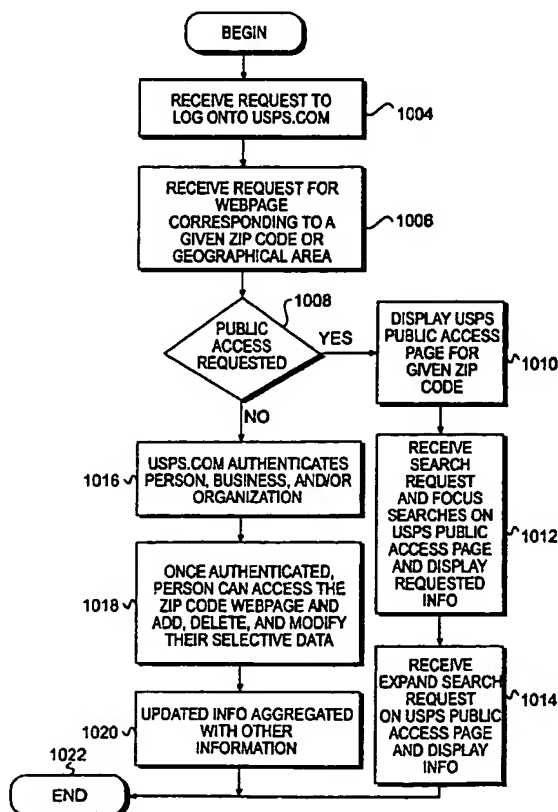 BEGIN
RECEIVE REQUEST TO
LOG ONTO USPS.COM
1004
RECEIVE REQUEST FOR
WEBPAGE
CORRESPONDING TO A
GIVEN ZIP CODE OR
GEOGRAPHICAL AREA
1006
1008
PUBLIC
ACCESS
REQUESTED
YES
NO
DISPLAY USPS
PUBLIC ACCESS
PAGE FOR
GIVEN ZIP
CODE
1010
RECEIVE
SEARCH
REQUEST
AND FOCUS
SEARCHES ON
USPS PUBLIC
ACCESS PAGE
AND DISPLAY
REQUESTED
INFO
1012
RECEIVE
EXPAND SEARCH
REQUEST
ON USPS PUBLIC
ACCESS PAGE
AND DISPLAY
INFO
1014
1016
USPS.COM AUTHENTICATES
PERSON, BUSINESS, AND/OR
ORGANIZATION
1018
ONCE AUTHENTICATED,
PERSON CAN ACCESS THE
ZIP CODE WEBPAGE AND
ADD, DELETE, AND MODIFY
THEIR SELECTIVE DATA
1020
UPDATED INFO AGGREGATED
WITH OTHER
INFORMATION
1022
END